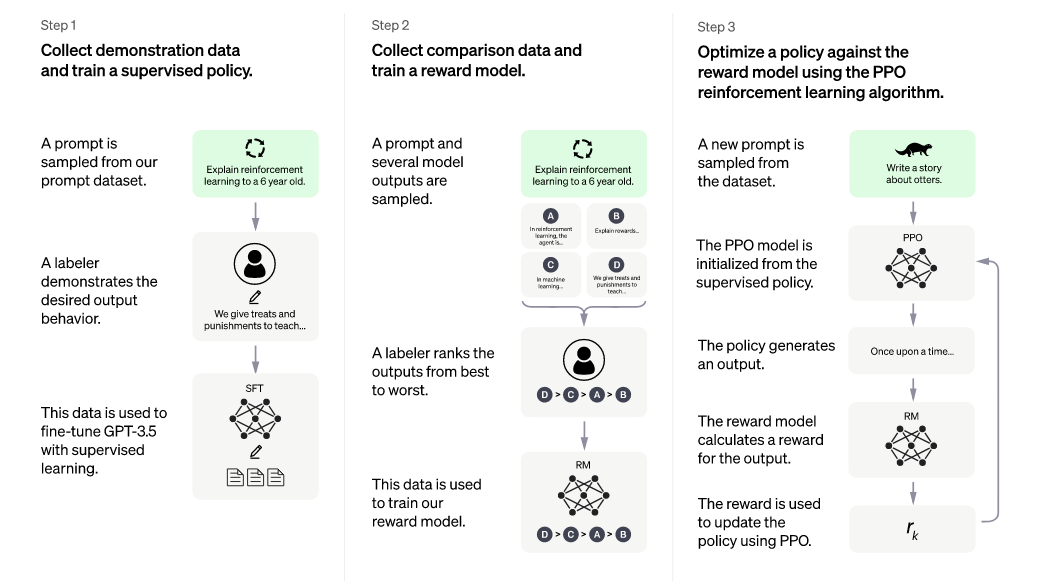 Step 1
Collect demonstration data
and train a supervised policy.
A prompt is
sampled from our
prompt dataset.
Explain reinforcement
learning to a 6 year old.
A labeler
demonstrates the
desired output
behavior.
We give treats and
punishments to teach...
This data is used to
fine-tune GPT-3.5
with supervised
learning.
SFT
Step 2
Collect comparison data and
train a reward model.
A prompt and
several model
outputs are
sampled.
Explain reinforcement
learning to a 6 year old.
A
In reinforcement
learning, the
agent is...
B
Explain rewards...
C
In machine
learning...
D
We give treats and
punishments to
teach...
A labeler ranks the
outputs from best
to worst.
D > C > A > B
This data is used
to train our
reward model.
RM
D > C > A > B
Step 3
Optimize a policy against the
reward model using the PPO
reinforcement learning algorithm.
A new prompt is
sampled from
the dataset.
Write a story
about otters.
The PPO model is
initialized from the
supervised policy.
PPO
The policy generates
an output.
Once upon a time...
The reward model
calculates a reward
for the output.
RM
The reward is used
to update the
policy using PPO.
rk